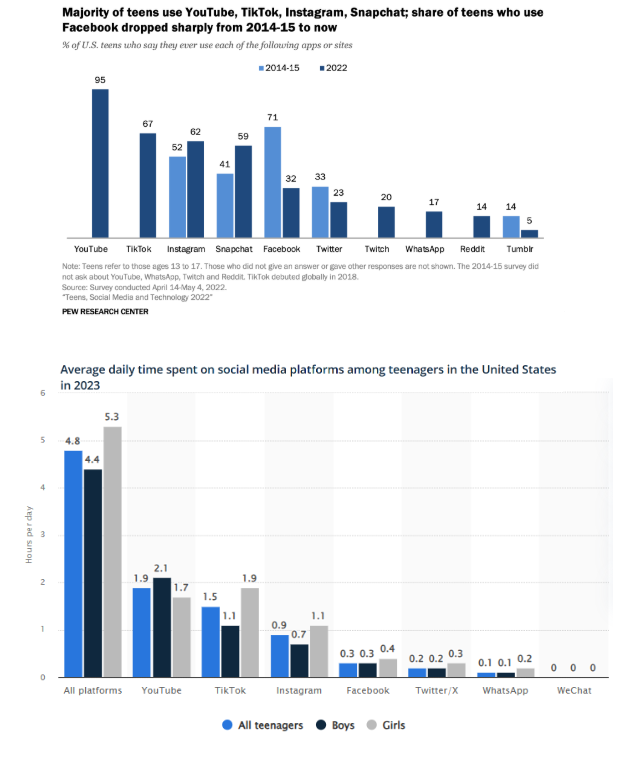 Majority of teens use YouTube, TikTok, Instagram, Snapchat; share of teens who use
Facebook dropped sharply from 2014-15 to now
% of U.S. teens who say they ever use each of the following apps or sites
2014-15 2022
95
67
52 62
41 59
71 32
33 23
20
17
14
14 5
YouTube TikTok Instagram Snapchat Facebook Twitter Twitch WhatsApp Reddit Tumblr
Note: Teens refer to those ages 13 to 17. Those who did not give an answer or gave other responses are not shown. The 2014-15 survey did
not ask about YouTube, WhatsApp, Twitch and Reddit. TikTok debuted globally in 2018.
Source: Survey conducted April 14-May 4, 2022.
"Teens, Social Media and Technology 2022"
PEW RESEARCH CENTER
Average daily time spent on social media platforms among teenagers in the United States
in 2023
Hours per day
6
5
4
3
2
1
0
4.8 4.4 5.3
1.9 2.1 1.7
1.5 1.1 1.9
0.9 0.7 1.1
0.3 0.3 0.4
0.2 0.2 0.3
0.1 0.1 0.2
0 0 0
All platforms YouTube TikTok Instagram Facebook Twitter/X WhatsApp WeChat
All teenagers Boys Girls